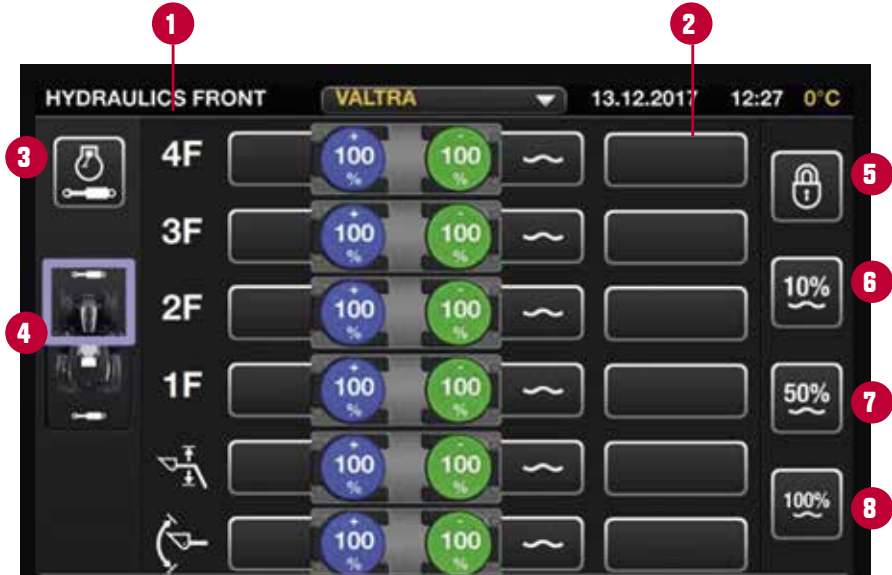 1 2
HYDRAULICS FRONT VALTRA 13.12.2017 12:27 0°C
3 4F + 100 % - 100 % 5
3F + 100 % - 100 %
10% 6
4 2F + 100 % - 100 %
1F + 100 % - 100 % 50% 7
+ 100 % - 100 %
100% 8
+ 100 % - 100 %